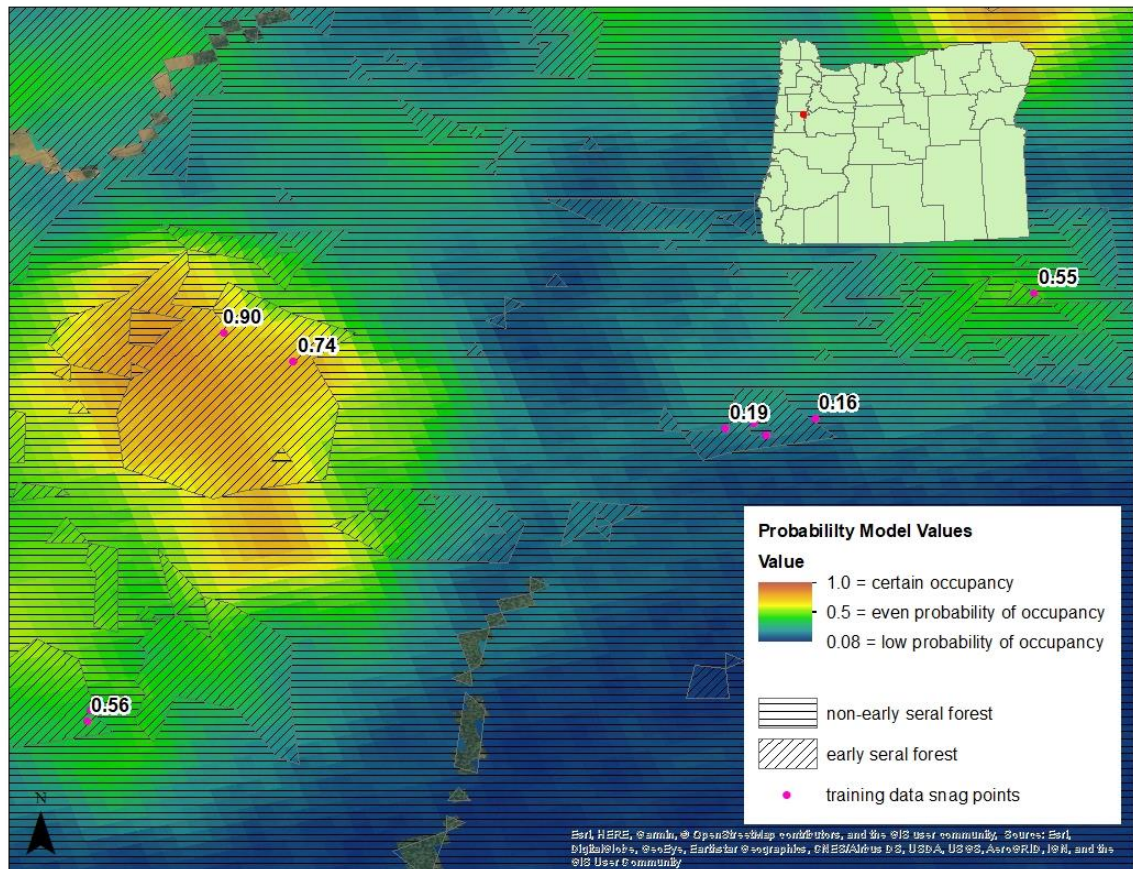 0.55
0.90
0.74
0.19
0.16
0.56
N
Probabililty Model Values
Value
1.0 = certain occupancy
0.5 = even probability of occupancy
0.08 = low probability of occupancy
non-early seral forest
early seral forest
training data snag points
Esri, HERE, Garmin, © OpenStreetMap contributors, and the GIS user community, Source: Esri,
DigitalGlobe, GeoEye, Earthstar Geographics, CNES/Airbus DS, USDA, USGS, AeroGRID, IGN, and the
GIS User Community